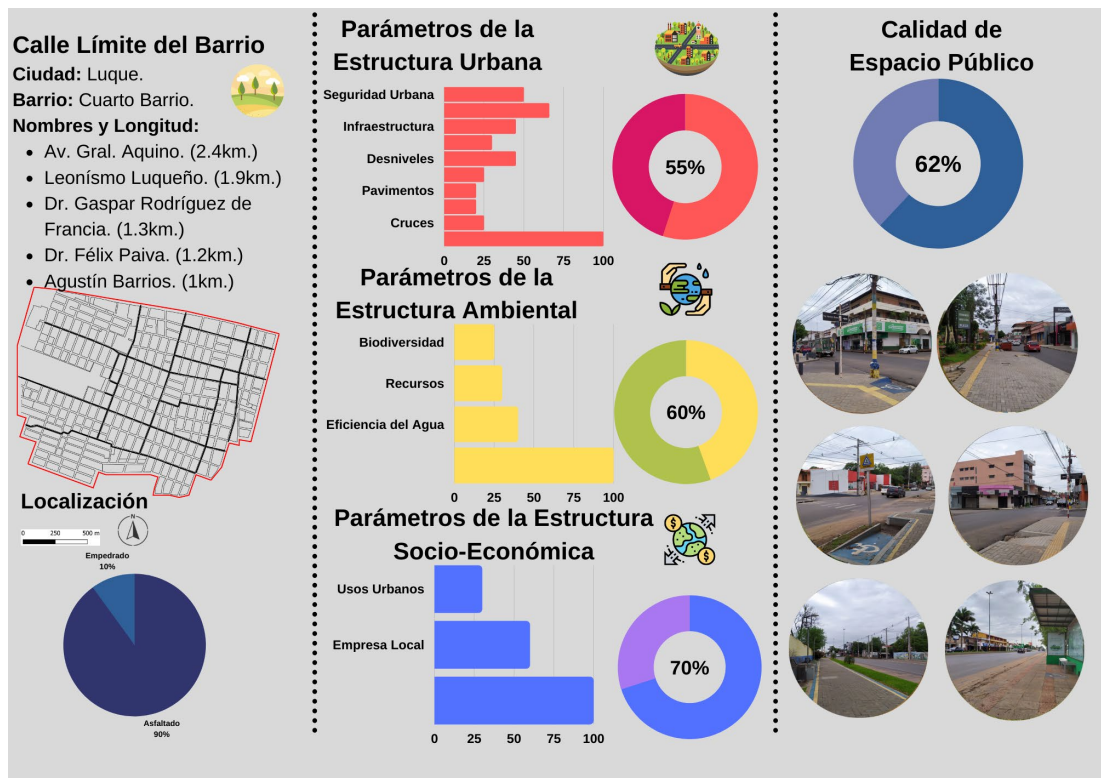 Calle Límite del Barrio
Ciudad: Luque.
Barrio: Cuarto Barrio.
Nombres y Longitud:
• Av. Gral. Aquino. (2.4km.)
• Leonísmo Luqueño. (1.9km.)
• Dr. Gaspar Rodríguez de
Francia. (1.3km.)
• Dr. Félix Paiva. (1.2km.)
• Agustín Barrios. (1km.)
Localización
0 250 500 m
N
Empedrado
10%
Asfaltado
90%
Parámetros de la
Estructura Urbana
Seguridad Urbana
Infraestructura
Desniveles
Pavimentos
Cruces
0 25 50 75 100
55%
Parámetros de la
Estructura Ambiental
Biodiversidad
Recursos
Eficiencia del Agua
0 25 50 75 100
60%
Parámetros de la Estructura
Socio-Económica
$
$
Usos Urbanos
Empresa Local
0 25 50 75 100
70%
Calidad de
Espacio Público
62%